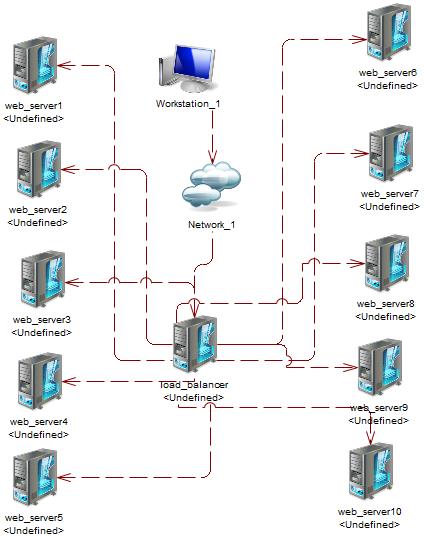 web_server1
<Undefined>
Workstation_1
web_server6
<Undefined>
web_server2
<Undefined>
Network_1
web_server7
<Undefined>
web_server3
<Undefined>
web_server8
<Undefined>
load_balancer
<Undefined>
web_server4
<Undefined>
web_server9
<Undefined>
web_server5
<Undefined>
web_server10
<Undefined>